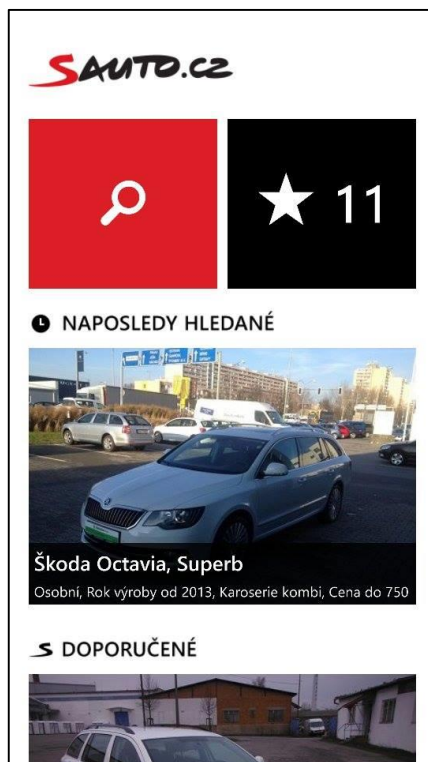 SAUTO.CZ
11
NAPOSLEDY HLEDANÉ
Škoda Octavia, Superb
Osobní, Rok výroby od 2013, Karoserie kombi, Cena do 750
S DOPORUČENÉ